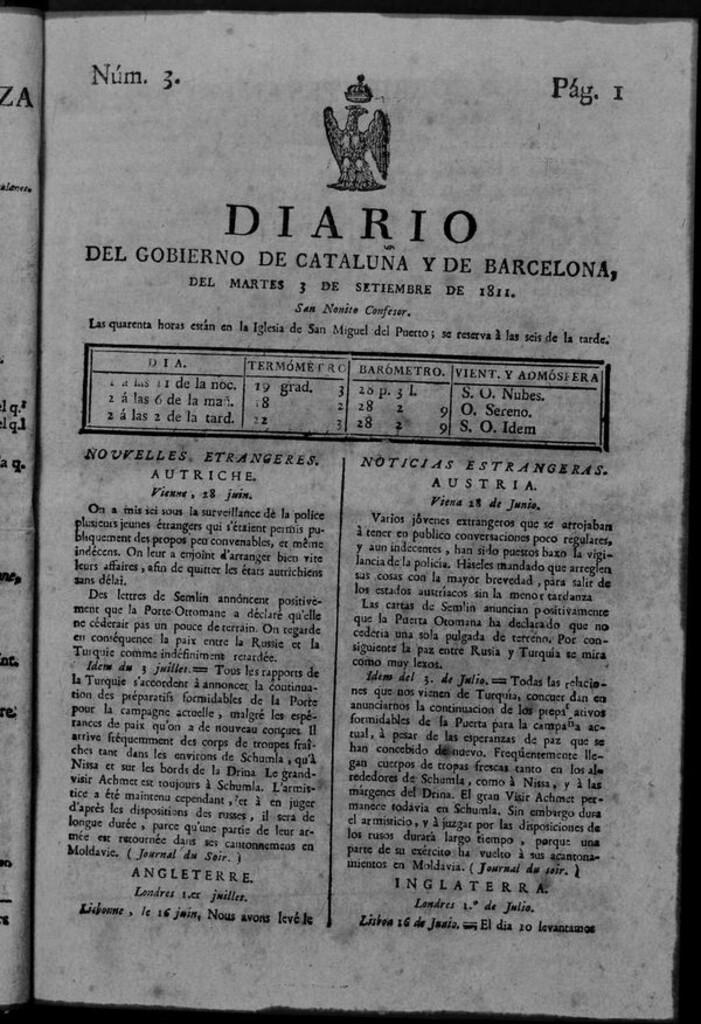 Núm. 3.
Pág. 1
DIARIO
DEL GOBIERNO DE CATALUÑA Y DE BARCELONA,
DEL MARTES 3 DE SETIEMBRE DE 1811.
San Nonito Confesor.
Las quarenta horas están en la Iglesia de San Miguel del Puerto; se reserva á las seis de la tarde.
DIA. TERMÓMETRO BARÓMETRO. VIENT. Y ADMÓSFERA
á las 11 de la noc. 19 grad. 3 28 p. 3 l. S. O. Nubes.
2 á las 6 de la mañ. 18 2 28 2 9 O. Sereno.
2 á las 2 de la tard. 22 3 28 2 9 S. O. Idem
NOUVELLES ETRANGERES.
AUTRICHE.
Vienne, 28 juin.
On a mis ici sous la surveillance de la police
plusieurs jeunes étrangers qui s'étaient permis pu-
bliquement des propos peu convenables, et même
indécens. On leur a enjoint d'arranger bien vite
leurs affaires, afin de quitter les états autrichiens
sans délai.
Des lettres de Semlin annoncent positive-
ment que la Porte-Ottomane a déclaré qu'elle
ne céderait pas un pouce de terrain. On regarde
en conséquence la paix entre la Russie et la
Turquie comme indéfiniment retardée.
Idem du 3 juillet.= Tous les rapports de
la Turquie s'accordent à annoncer la continua-
tion des préparatifs formidables de la Porte
pour la campagne actuelle, malgré les espé-
rances de paix qu'on a de nouveau conçues. Il
arrive fréquemment des corps de troupes fraî-
ches tant dans les environs de Schumla, qu'à
Nissa et sur les bords de la Drina. Le grand-
visir Achmet est toujours à Schumla. L'armis-
tice a été maintenu cependant, et à en juger
d'après les dispositions des russes, il sera de
longue durée, parce qu'une partie de leur ar-
mée est retournée dans ses cantonnemens en
Moldavie. (Journal du Soir.)
ANGLETERRE.
Londres 1.er juillet.
Lisbonne, le 16 juin, Nous avons levé le
NOTICIAS ESTRANGERAS.
AUSTRIA.
Viena 28 de Junio.
Varios jóvenes extrangeros que se arrojaban
á tener en publico conversaciones poco regulares,
y aun indecentes, han sido puestos baxo la vigi-
lancia de la policía. Háseles mandado que arreglen
sus cosas con la mayor brevedad, para salir de
los estados austríacos sin la menor tardanza
Las cartas de Semlin anuncian positivamente
que la Puerta Otomana ha declarado que no
cederia una sola pulgada de terreno. Por con-
siguiente la paz entre Rusia y Turquía se mira
como muy lexos.
Idem del 3. de Julio.= Todas las relacio-
nes que nos vienen de Turquía, concuerdan en
anunciarnos la continuacion de los preparativos
formidables de la Puerta para la campaña ac-
tual, á pesar de las esperanzas de paz que se
han concebido de nuevo. Freqüentemente lle-
gan cuerpos de tropas frescas tanto en los al-
rededores de Schumla, como á Nissa, y á las
márgenes del Drina. El gran Visir Achmet per-
manece todavia en Schumla. Sin embargo dura
el armisticio, y á juzgar por las disposiciones de
los rusos durará largo tiempo, porque una
parte de su exército ha vuelto á sus acantona-
mientos en Moldavia. (Journal du soir.)
INGLATERRA.
Londres 1.º de Julio.
Lisboa 16 de Junio. = El dia 10 levantamos